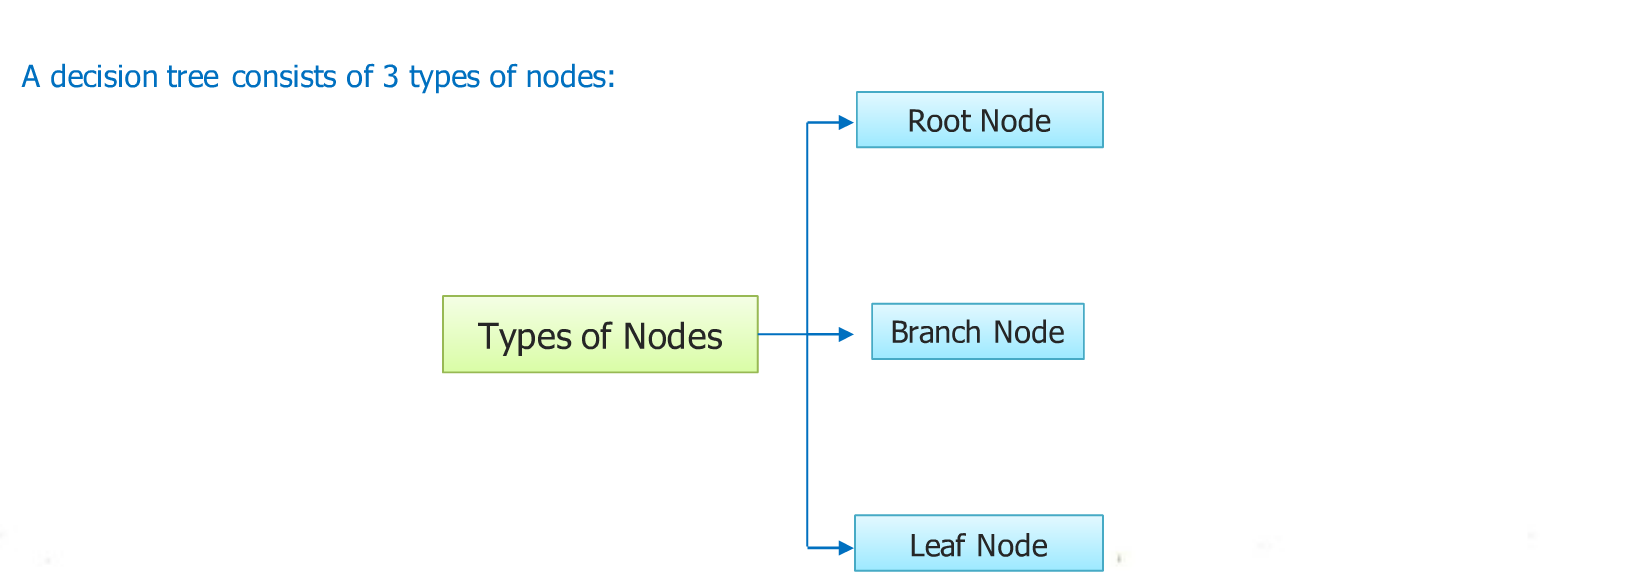 A decision tree consists of 3 types of nodes:
Root Node
Types of Nodes
Branch Node
Leaf Node